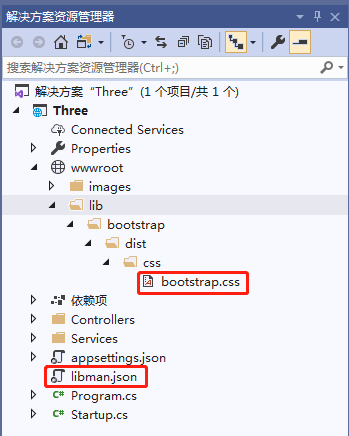 解决方案资源管理器
搜索解决方案资源管理器(Ctrl+;)
解决方案 “Three” (1 个项目/共 1 个)
Three
Connected Services
Properties
wwwroot
images
lib
bootstrap
dist
css
bootstrap.css
依赖项
Controllers
Services
appsettings.json
libman.json
C# Program.cs
C# Startup.cs